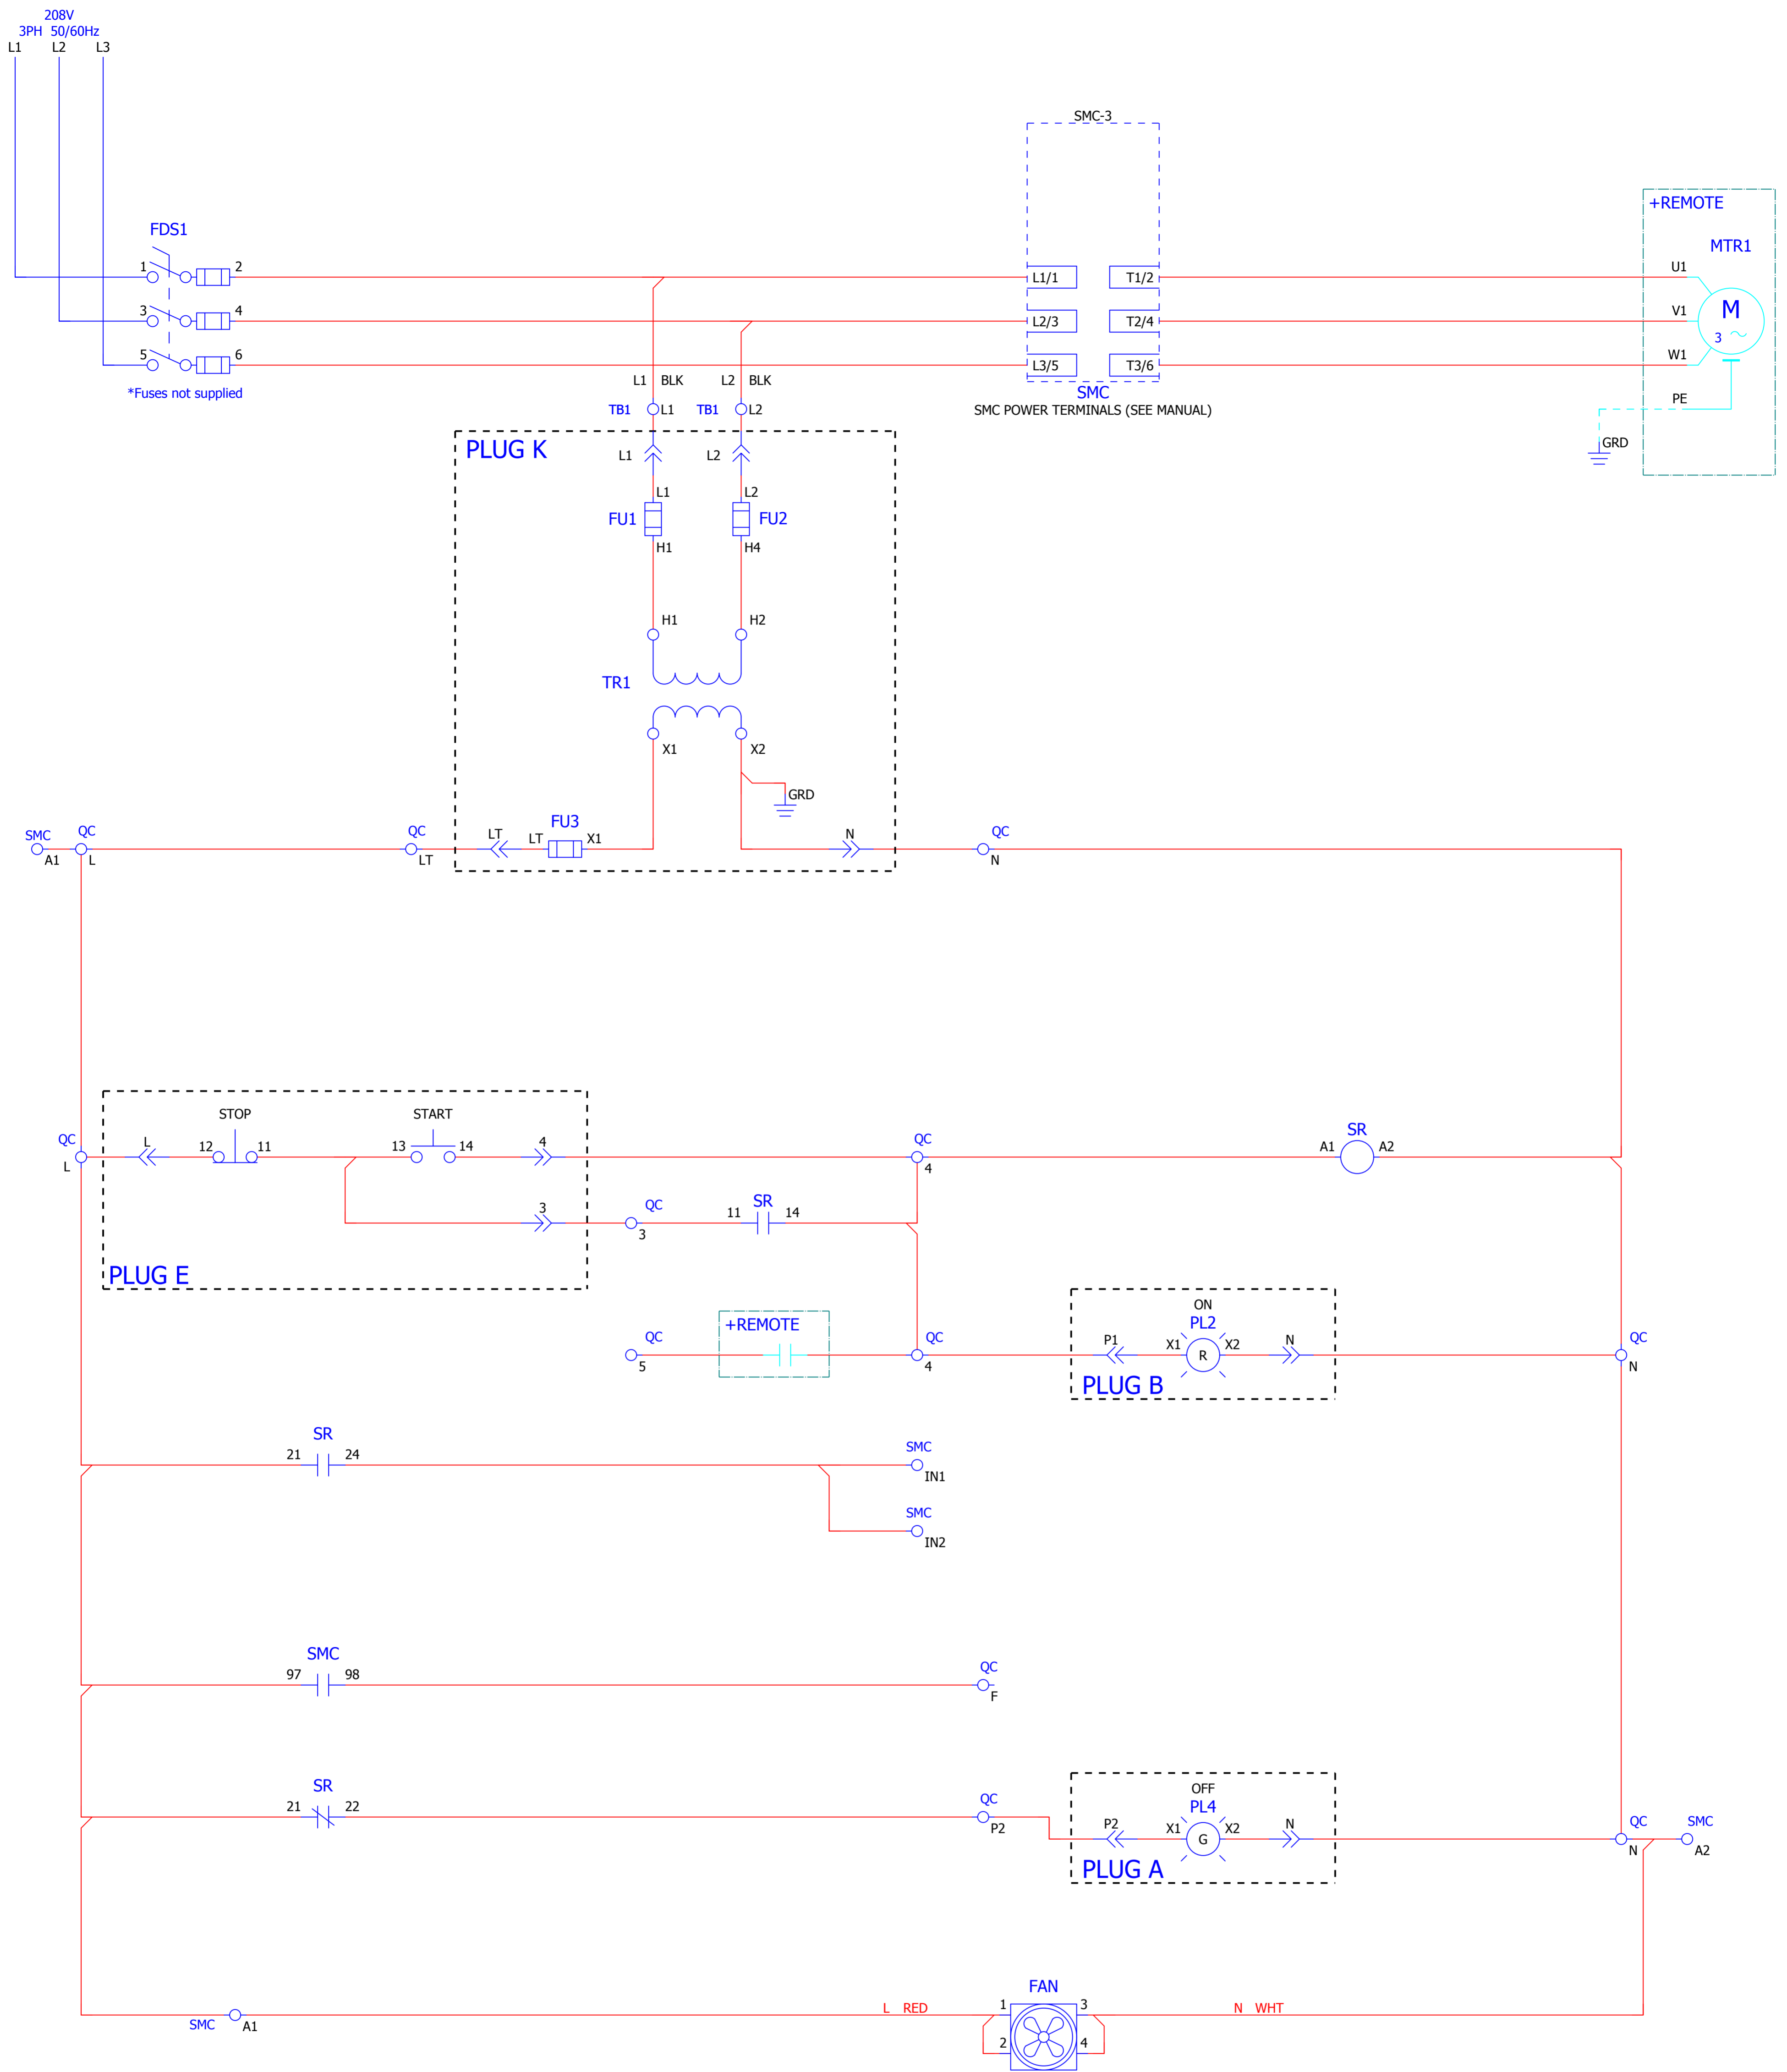 208V
3PH 50/60Hz
L1 L2 L3
SMC-3
+REMOTE
FDS1
MTR1
1 2 L1/1 T1/2 U1
3 4 L2/3 T2/4 V1 M
3
5 6 L3/5 T3/6 W1
*Fuses not supplied
L1 BLK L2 BLK
SMC
TB1 L1 TB1 L2
SMC POWER TERMINALS (SEE MANUAL)
PE
GRD
PLUG K
L1 L2
L1 L2
FU1 FU2
H1 H4
H1 H2
TR1
X1 X2
GRD
FU3
SMC QC QC LT LT X1 N QC
A1 L LT N
STOP START
QC L 12 11 13 14 4 QC SR
A1 A2
L 4
3 QC 11 SR 14
3
PLUG E
ON
+REMOTE PL2
QC QC P1 X1 X2 N QC
R
5 4 N
PLUG B
SR
21 24 SMC
IN1
SMC
IN2
SMC
97 98 QC
F
SR OFF
21 22 QC PL4
P2 P2 X1 X2 N QC SMC
G
N A2
PLUG A
FAN
L RED 1 3 N WHT
SMC A1
2 4